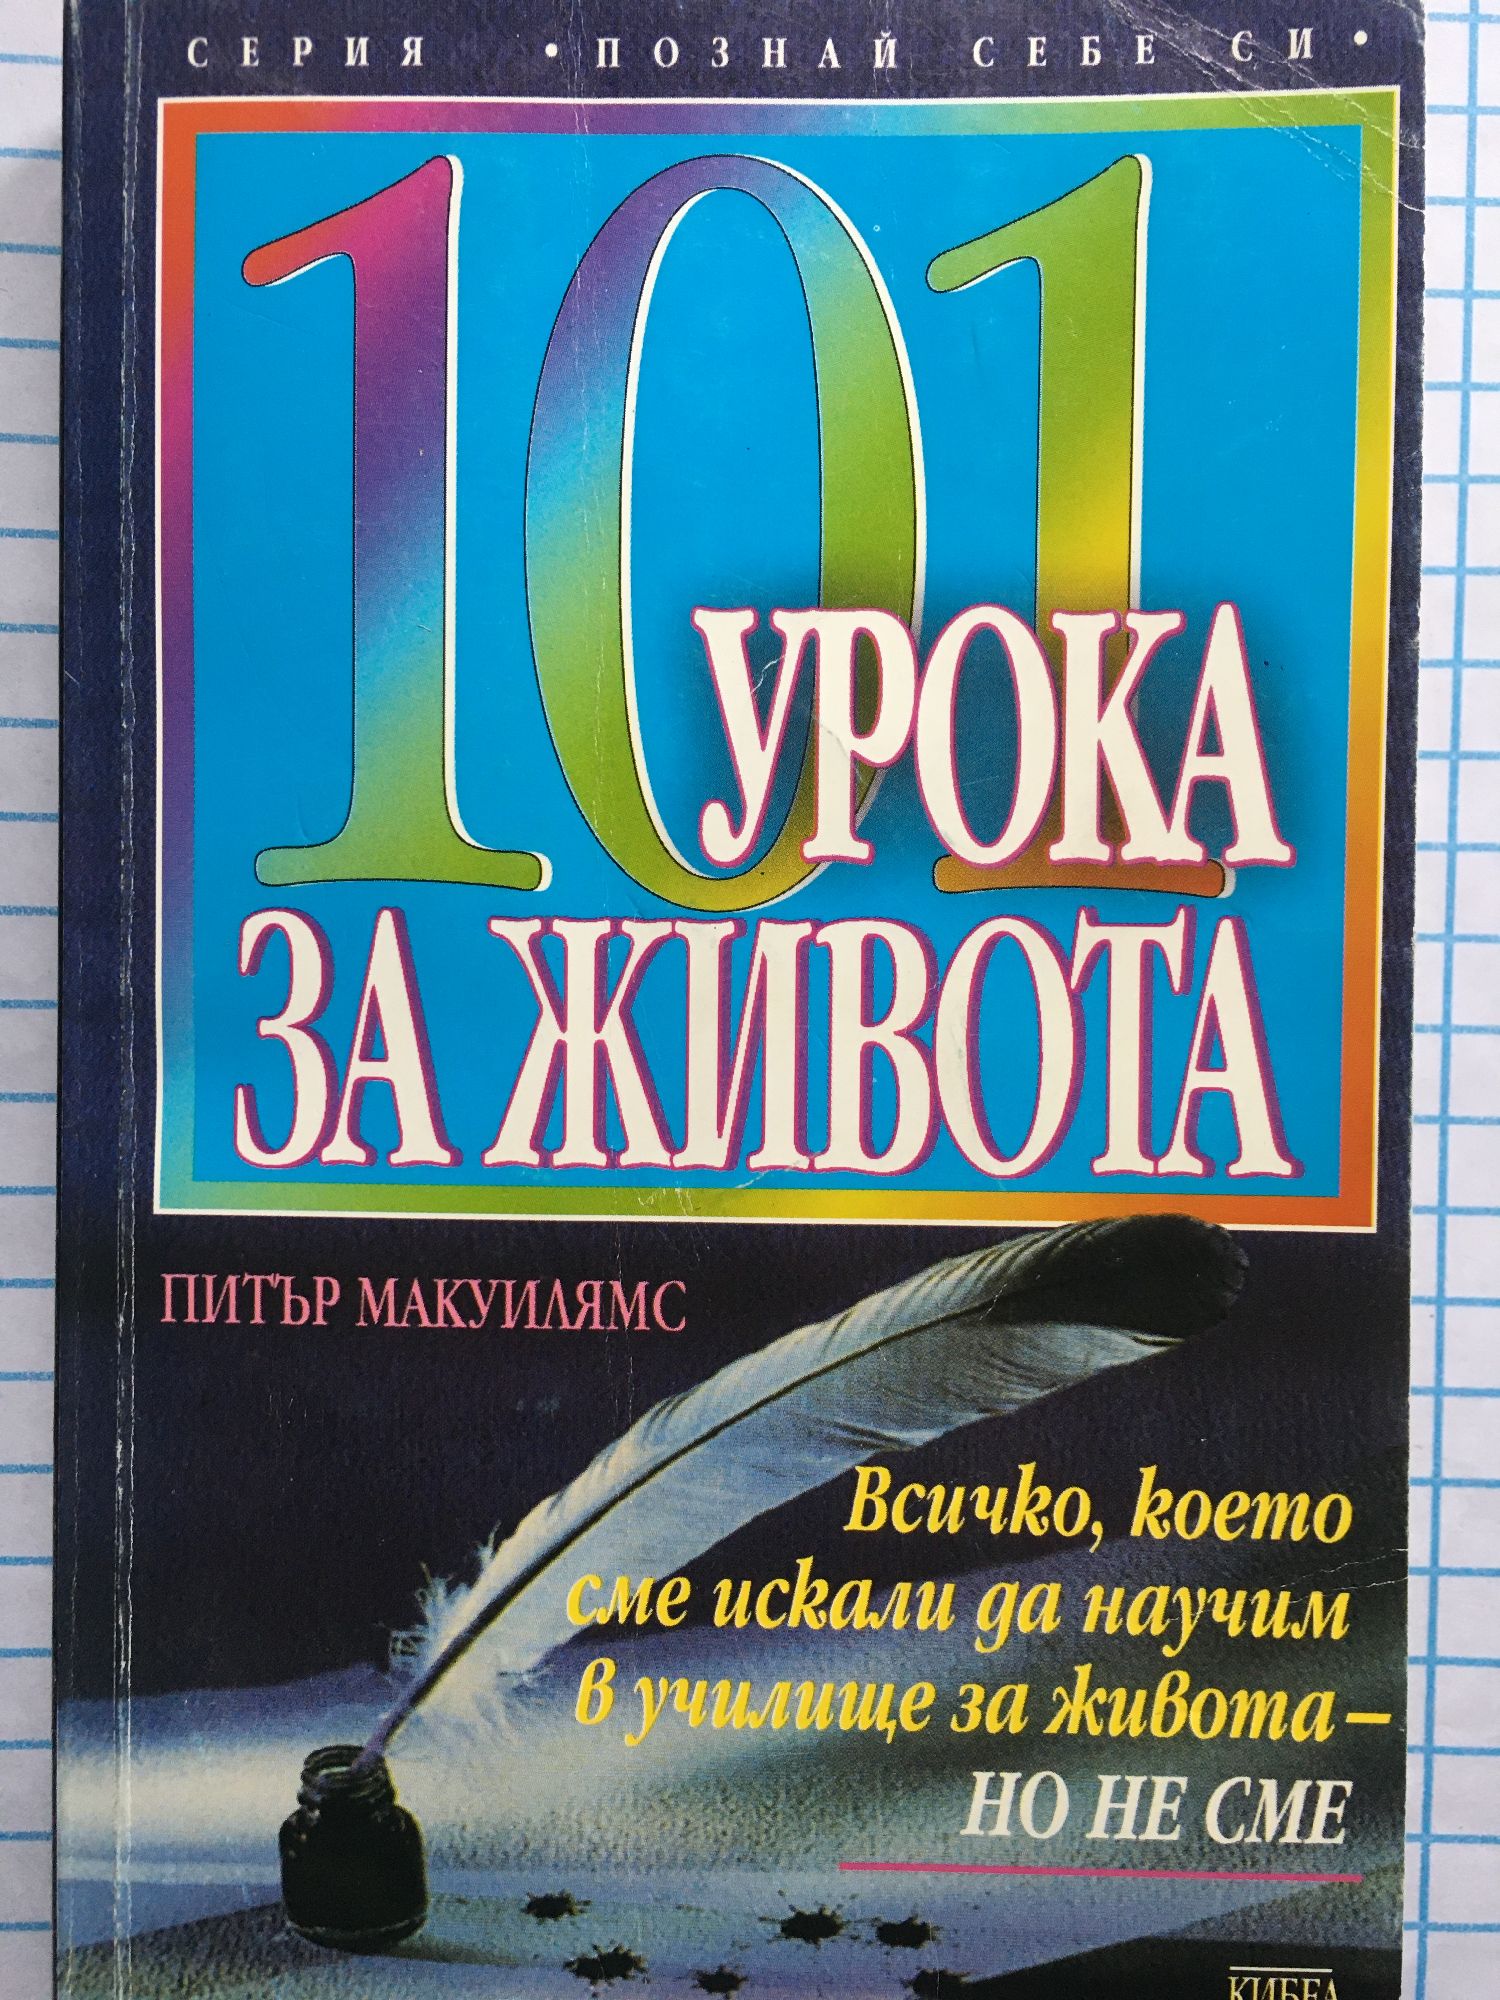 СЕРИЯ • ПОЗНАЙ СЕБЕ СИ •
101
УРОКА
ЗА ЖИВОТА
ПИТЪР МАКУИЛЯМС
Всичко, което
сме искали да научим
в училище за живота –
НО НЕ СМЕ
КИБЕА